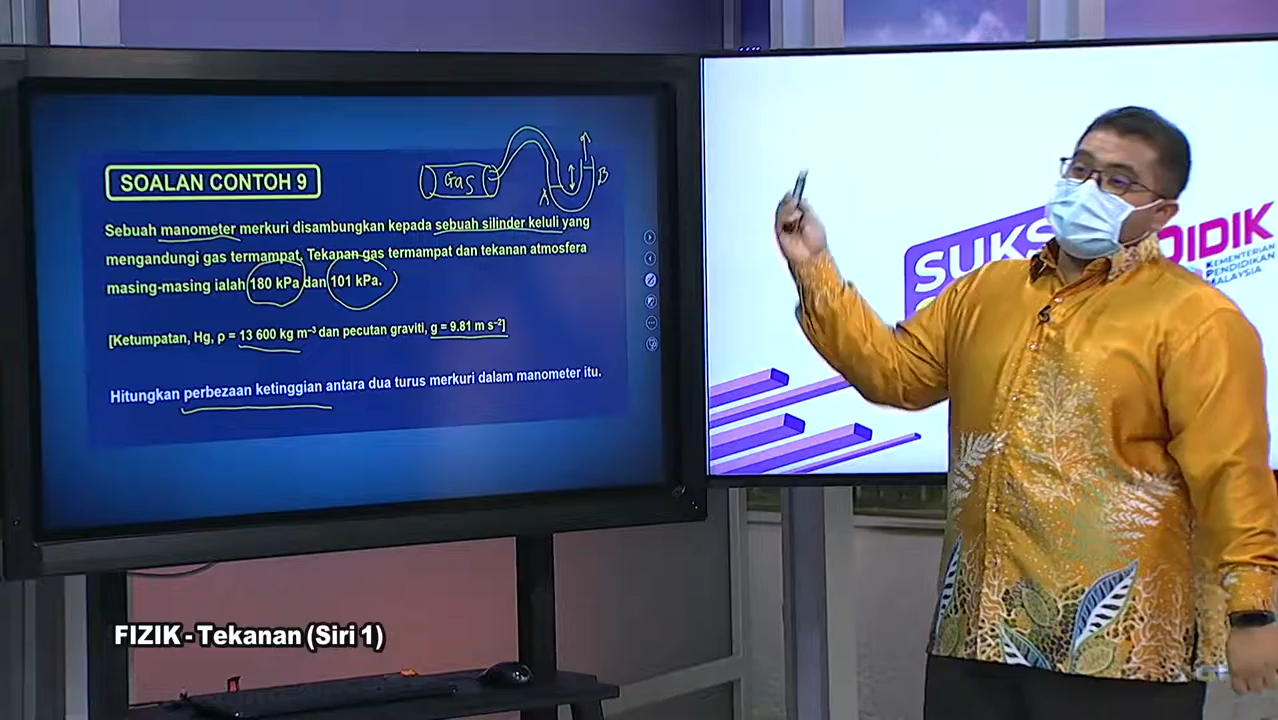 SOALAN CONTOH 9
Gas
A
B
Sebuah manometer merkuri disambungkan kepada sebuah silinder keluli yang
mengandungi gas termampat. Tekanan gas termampat dan tekanan atmosfera
masing-masing ialah 180 kPa dan 101 kPa.
[Ketumpatan, Hg, ρ = 13 600 kg m⁻³ dan pecutan graviti, g = 9.81 m s⁻²]
Hitungkan perbezaan ketinggian antara dua turus merkuri dalam manometer itu.
SUKS
DIDIK
KEMENTERIAN
PENDIDIKAN
MALAYSIA
FIZIK - Tekanan (Siri 1)